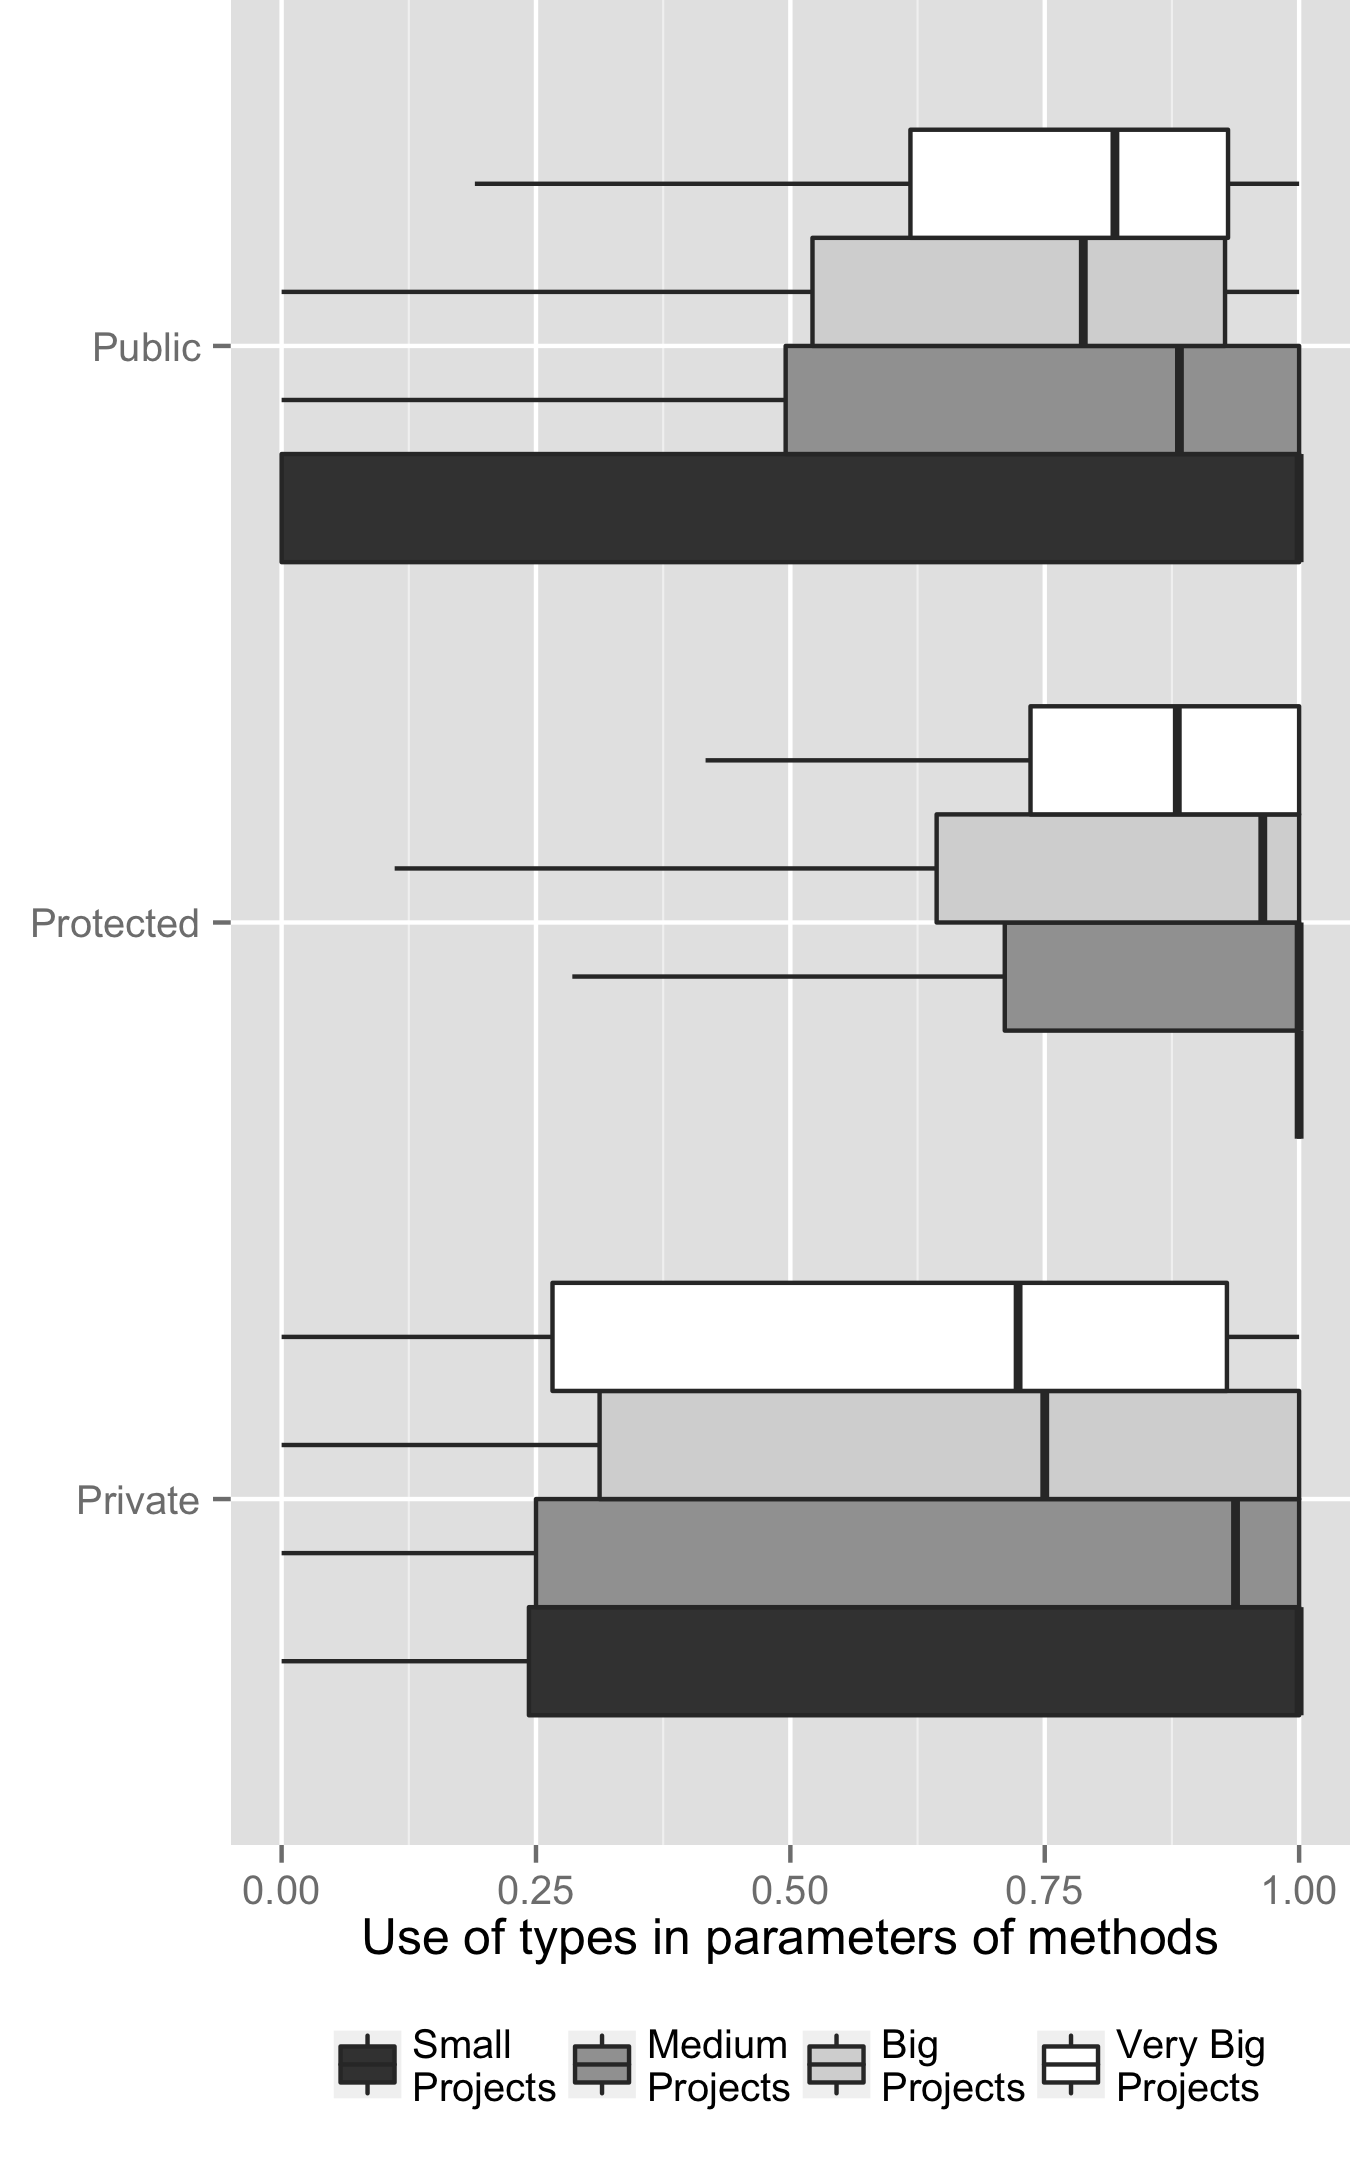 Public
Protected
Private
0.00 0.25 0.50 0.75 1.00
Use of types in parameters of methods
Small Medium Big Very Big
Projects Projects Projects Projects